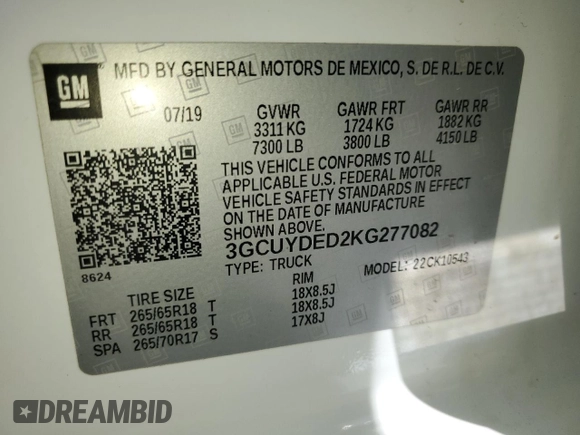 GM
MFD BY GENERAL MOTORS DE MEXICO, S. DE R.L. DE C.V.
07/19 GVWR GAWR FRT GAWR RR
3311 KG 1724 KG 1882 KG
7300 LB 3800 LB 4150 LB
THIS VEHICLE CONFORMS TO ALL
APPLICABLE U.S. FEDERAL MOTOR
VEHICLE SAFETY STANDARDS IN EFFECT
ON THE DATE OF MANUFACTURE
SHOWN ABOVE.
3GCUYDED2KG277082
8624 TYPE: TRUCK MODEL: 22CK10543
TIRE SIZE RIM
FRT 265/65R18 T 18X8.5J
RR 265/65R18 T 18X8.5J
SPA 265/70R17 S 17X8J
DREAMBID